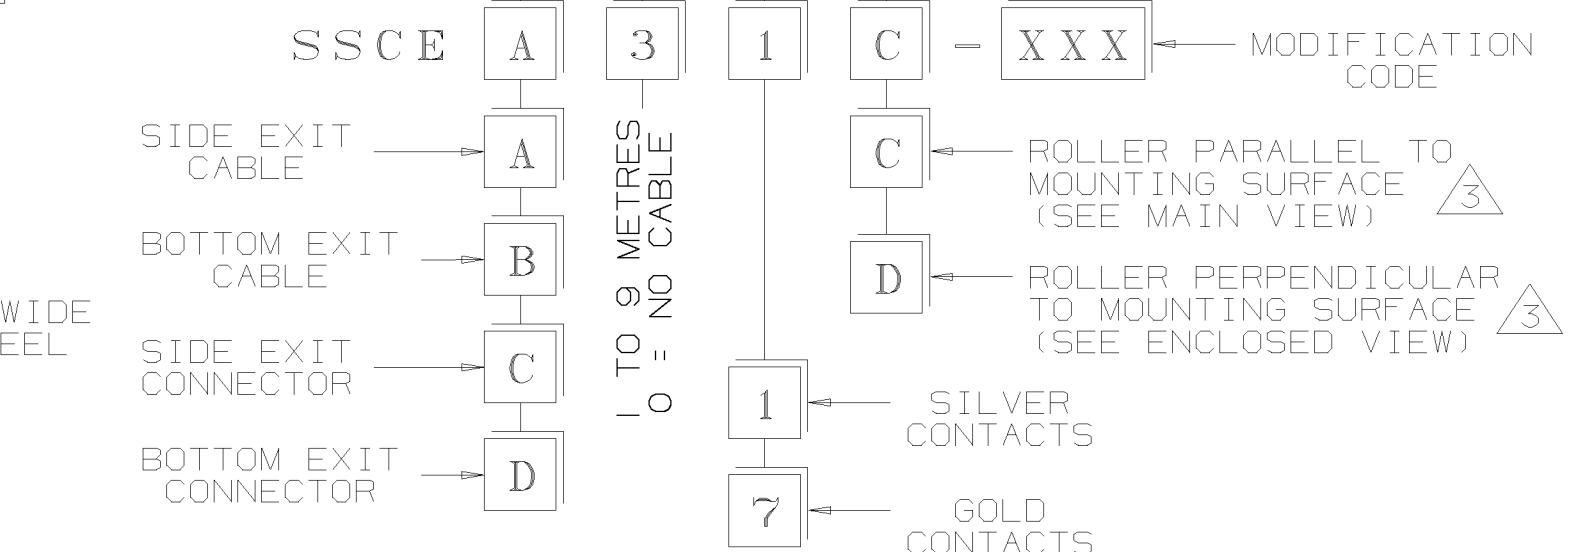 SSCE A 3 1 C - XXX
MODIFICATION
CODE
A
SIDE EXIT
CABLE
B
BOTTOM EXIT
CABLE
C
SIDE EXIT
CONNECTOR
D
BOTTOM EXIT
CONNECTOR
1 TO 9 METRES
0 = NO CABLE
1
SILVER
CONTACTS
7
GOLD
CONTACTS
C
ROLLER PARALLEL TO
MOUNTING SURFACE
(SEE MAIN VIEW)
3
D
ROLLER PERPENDICULAR
TO MOUNTING SURFACE
(SEE ENCLOSED VIEW)
3
WIDE
EEL